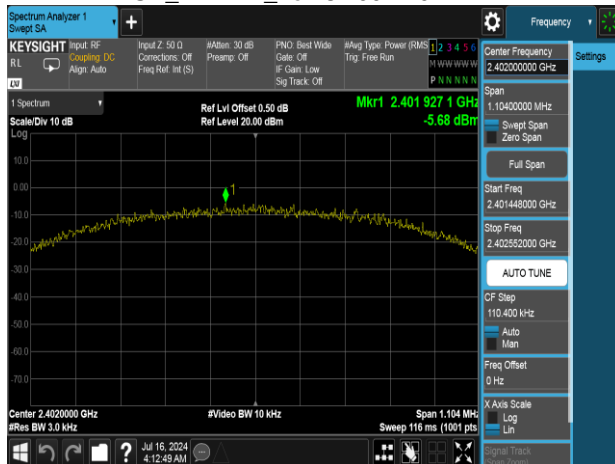 Spectrum Analyzer 1
Swept SA
+
Frequency
KEYSIGHT
RL
LXI
Input: RF
Coupling: DC
Align: Auto
Input Z: 50 Ω
Corrections: Off
Freq Ref: Int (S)
#Atten: 30 dB
Preamp: Off
PNO: Best Wide
Gate: Off
IF Gain: Low
Sig Track: Off
#Avg Type: Power (RMS
Trig: Free Run
1 2 3 4 5 6
M W W W W W
P N N N N N
1 Spectrum
Scale/Div 10 dB
Ref Lvl Offset 0.50 dB
Ref Level 20.00 dBm
Mkr1 2.401 927 1 GHz
-5.68 dBm
Log
10.0
0.00
-10.0
-20.0
-30.0
-40.0
-50.0
-60.0
-70.0
1
Center 2.4020000 GHz
#Res BW 3.0 kHz
#Video BW 10 kHz
Span 1.104 MHz
Sweep 116 ms (1001 pts)
?
Jul 16, 2024
4:12:49 AM
Settings
Center Frequency
2.402000000 GHz
Span
1.10400000 MHz
Swept Span
Zero Span
Full Span
Start Freq
2.401448000 GHz
Stop Freq
2.402552000 GHz
AUTO TUNE
CF Step
110.400 kHz
Auto
Man
Freq Offset
0 Hz
X Axis Scale
Log
Lin
Signal Track
(Span Zoom)